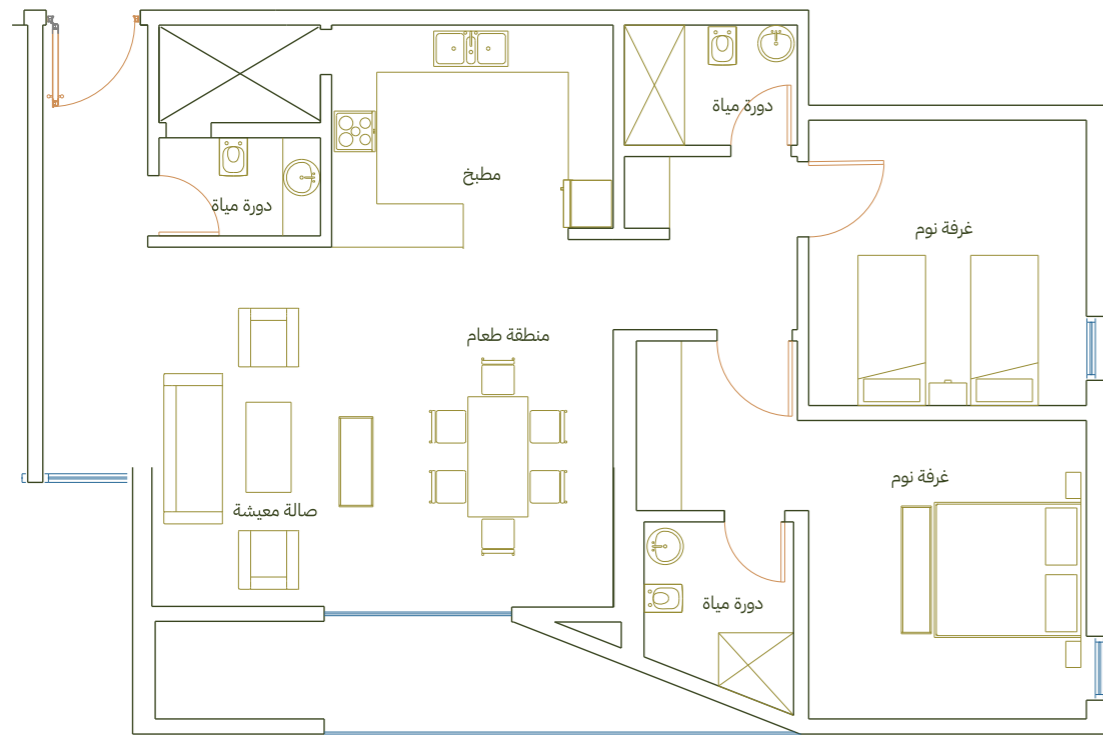 دورة مياة
مطبخ
دورة مياة
غرفة نوم
منطقة طعام
غرفة نوم
صالة معيشة
دورة مياة